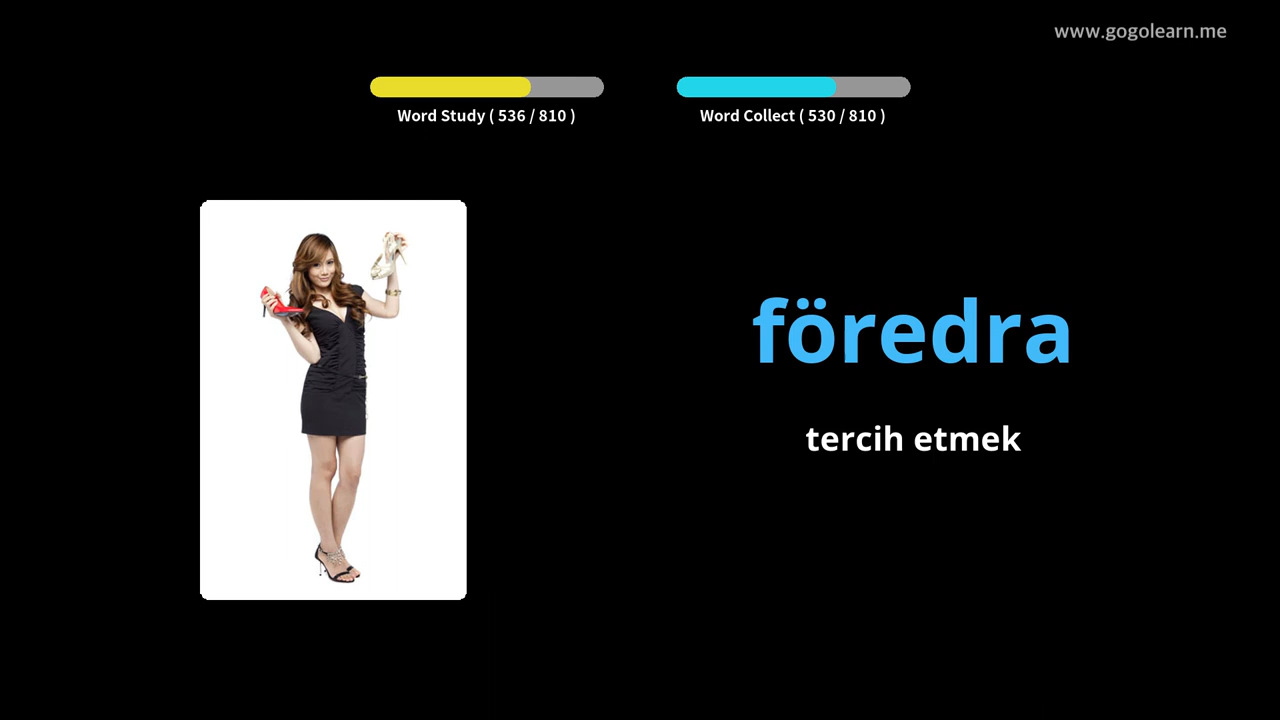 www.gogolearn.me
Word Study ( 536 / 810 )
Word Collect ( 530 / 810 )
föredra
tercih etmek